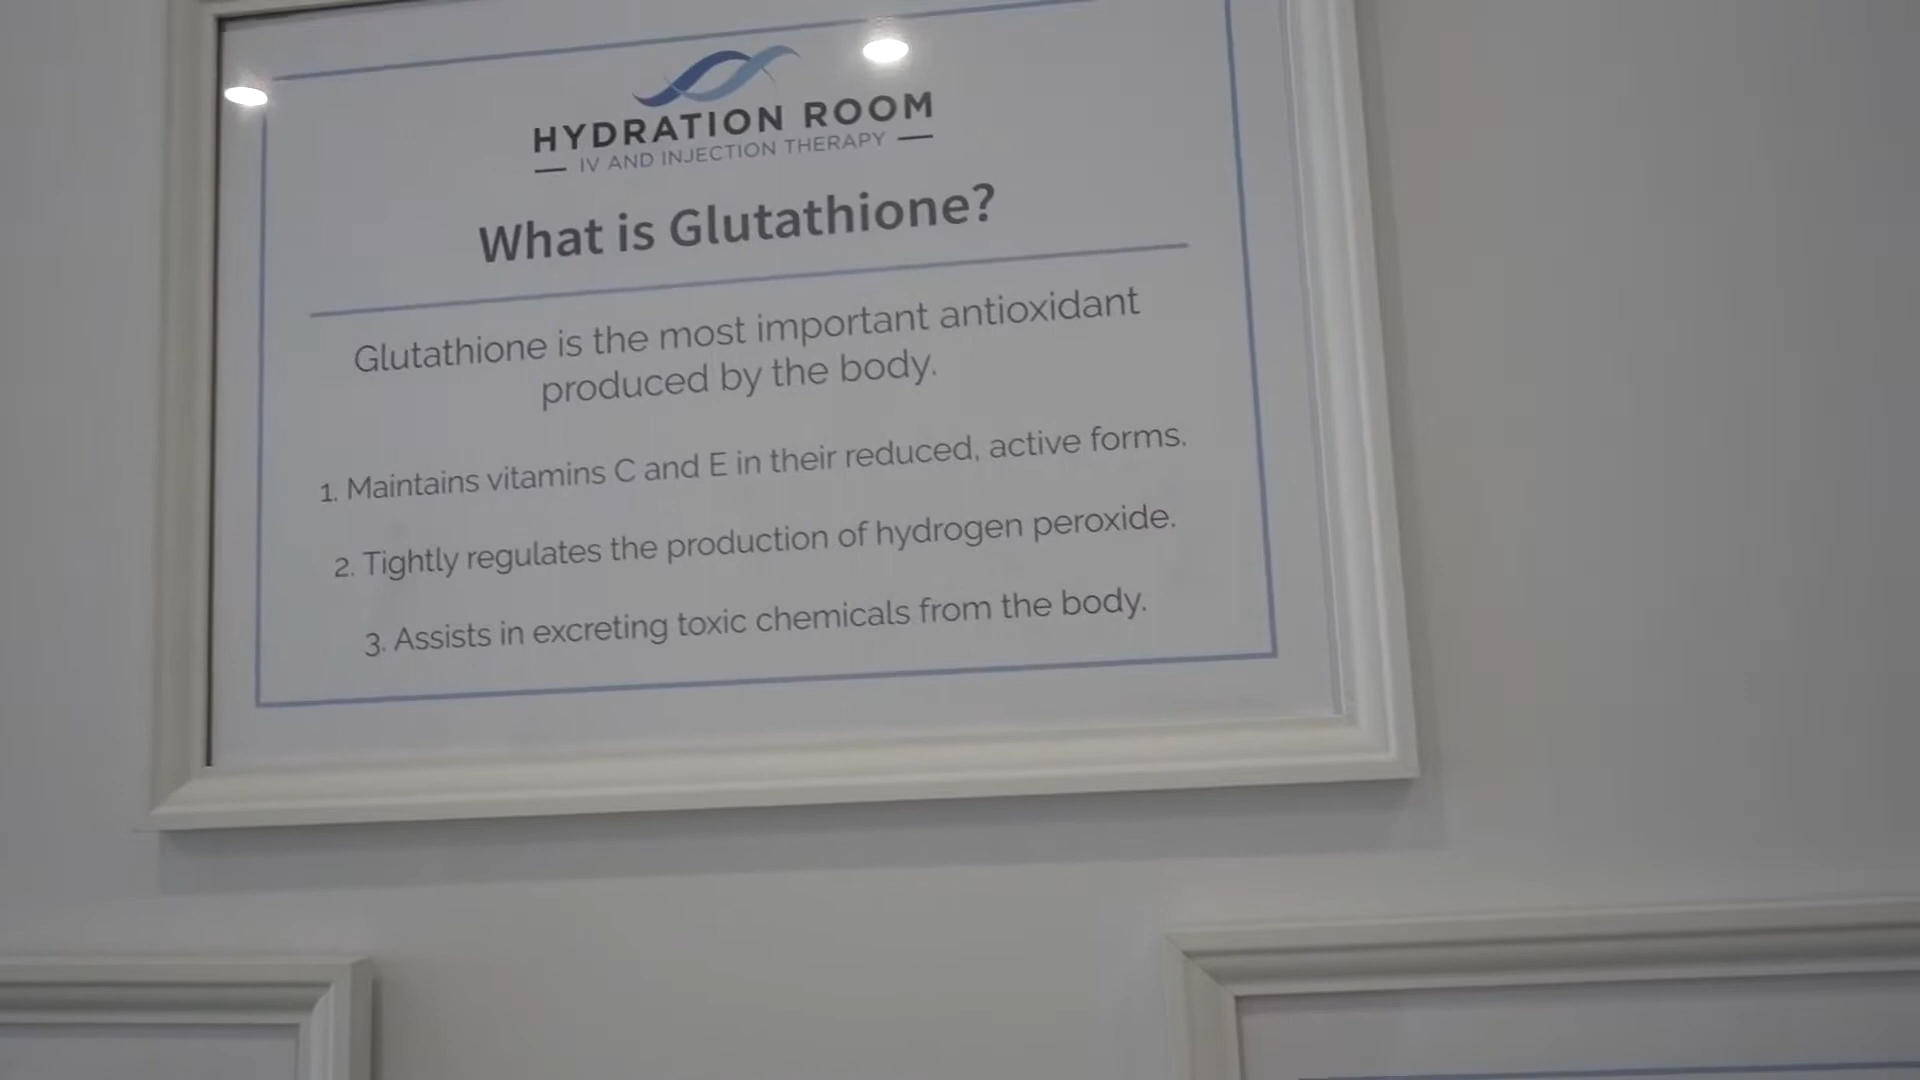 HYDRATION ROOM
IV AND INJECTION THERAPY
What is Glutathione?
Glutathione is the most important antioxidant
produced by the body.
1. Maintains vitamins C and E in their reduced, active forms.
2. Tightly regulates the production of hydrogen peroxide.
3. Assists in excreting toxic chemicals from the body.